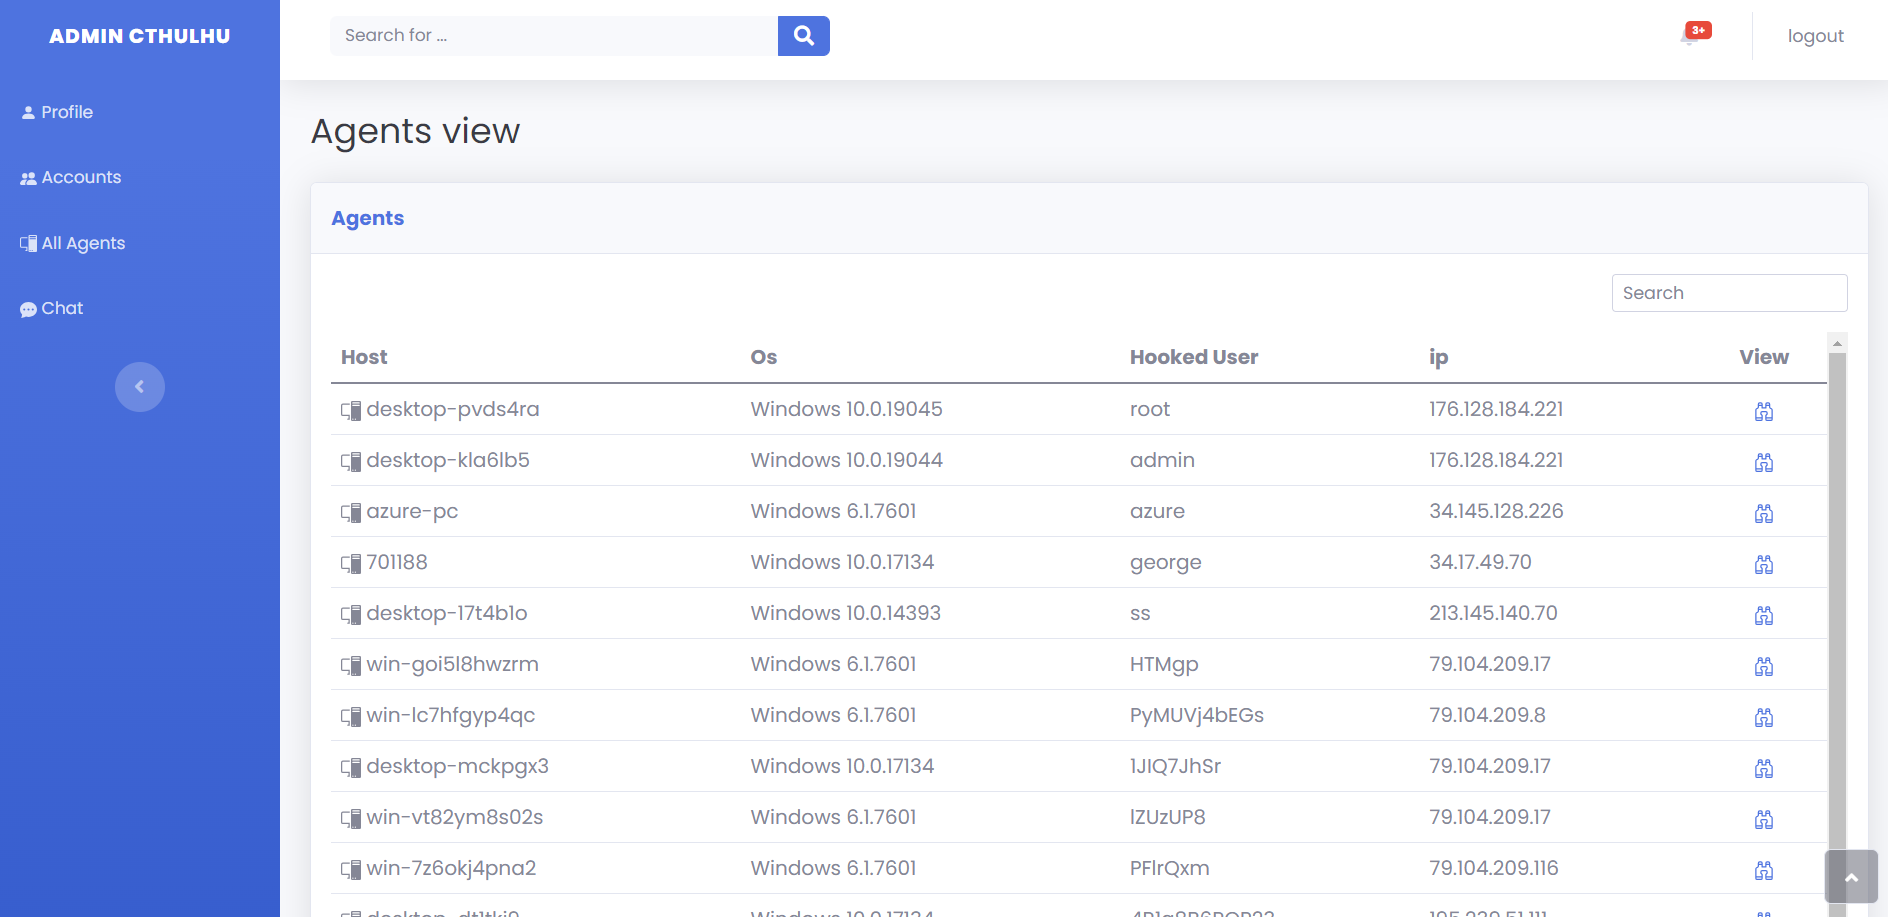 ADMIN CTHULHU
Search for ...
3+
logout
Profile
Accounts
All Agents
Chat
Agents view
Agents
Search
Host Os Hooked User ip View
desktop-pvds4ra Windows 10.0.19045 root 176.128.184.221
desktop-kla6lb5 Windows 10.0.19044 admin 176.128.184.221
azure-pc Windows 6.1.7601 azure 34.145.128.226
701188 Windows 10.0.17134 george 34.17.49.70
desktop-17t4b1o Windows 10.0.14393 ss 213.145.140.70
win-goi5l8hwzrm Windows 6.1.7601 HTMgp 79.104.209.17
win-lc7hfgyp4qc Windows 6.1.7601 PyMUVj4bEGs 79.104.209.8
desktop-mckpgx3 Windows 10.0.17134 1JIQ7JhSr 79.104.209.17
win-vt82ym8s02s Windows 6.1.7601 lZUzUP8 79.104.209.17
win-7z6okj4pna2 Windows 6.1.7601 PFlrQxm 79.104.209.116
Windows 10.0.17134